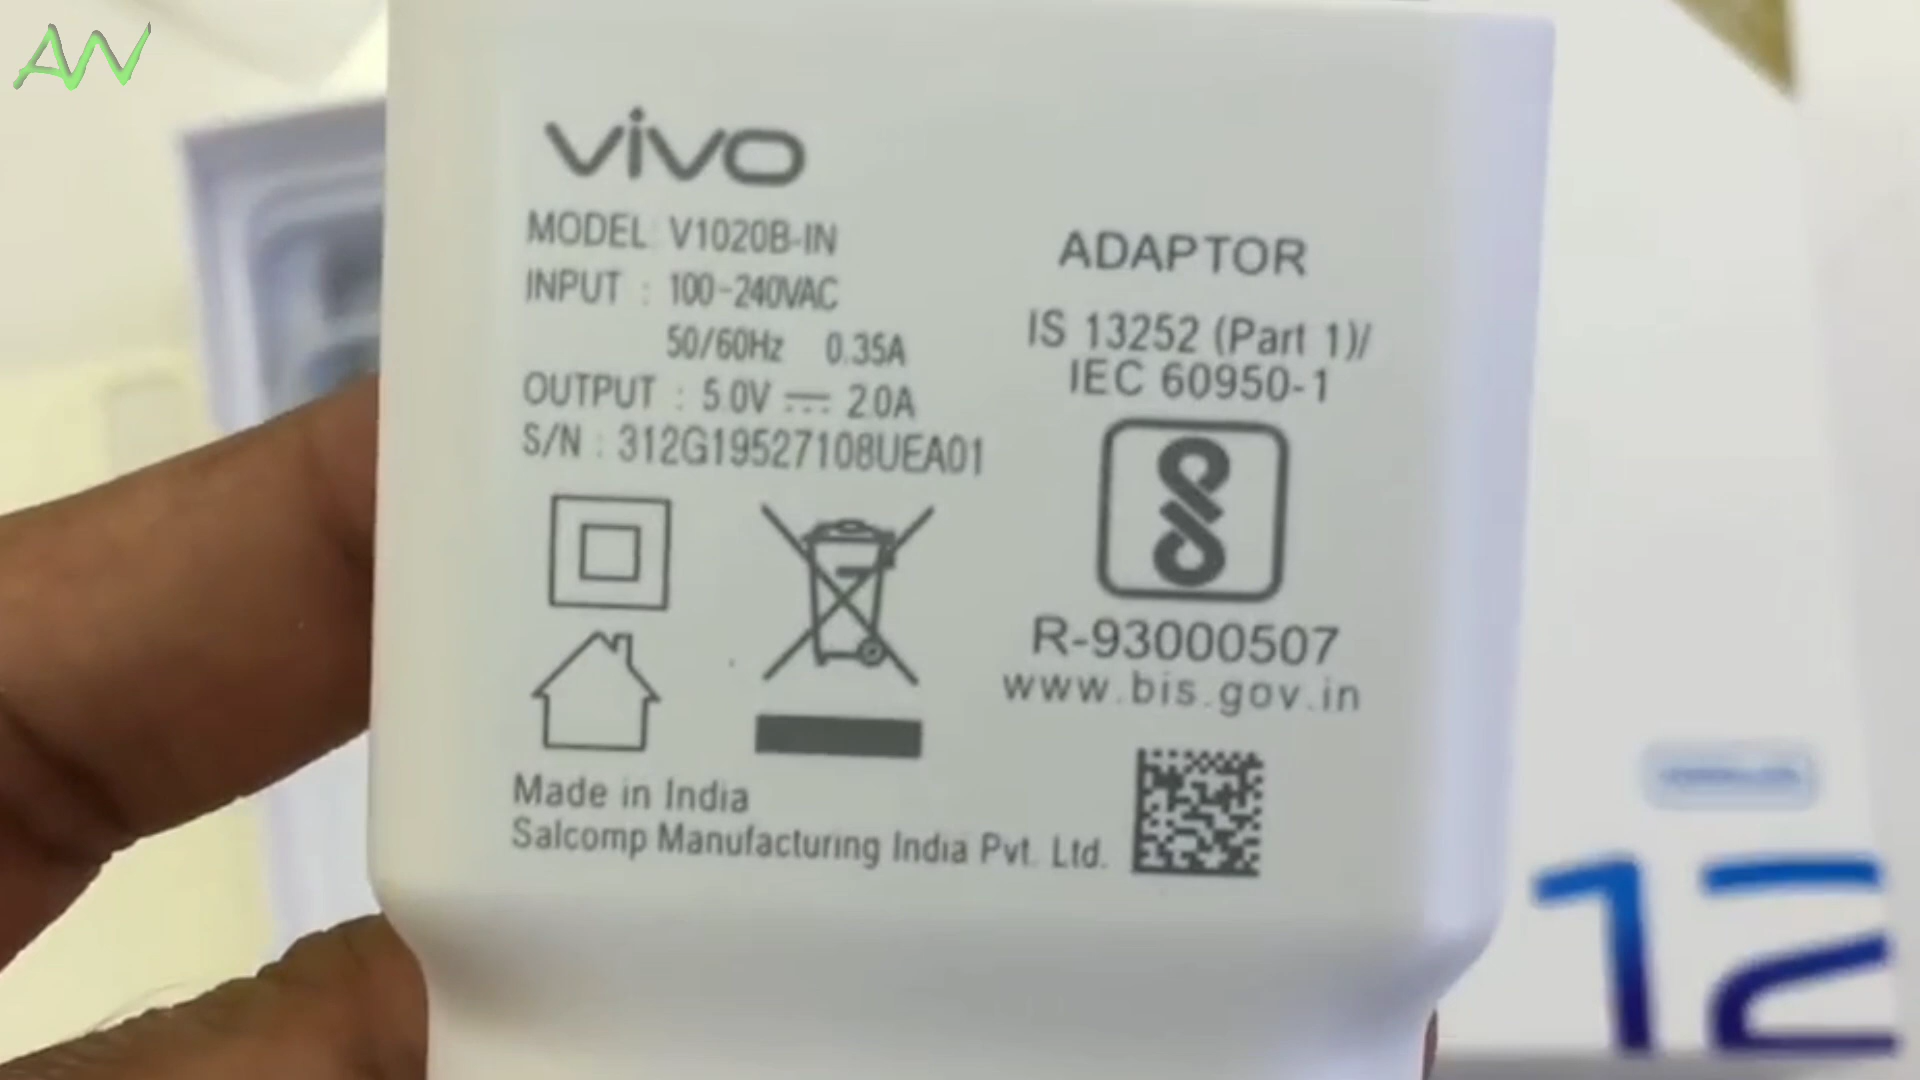 AW
vivo
MODEL: V1020B-IN
INPUT : 100-240VAC
50/60Hz 0.35A
OUTPUT : 5.0V ⎓ 2.0A
S/N : 312G19527108UEA01
Made in India
Salcomp Manufacturing India Pvt. Ltd.
ADAPTOR
IS 13252 (Part 1)/
IEC 60950-1
R-93000507
www.bis.gov.in
12